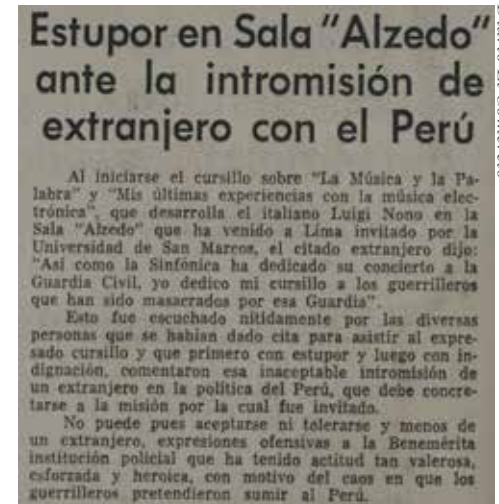 Estupor en Sala "Alzedo"
ante la intromisión de
extranjero con el Perú
Al iniciarse el cursillo sobre "La Música y la Pa-
labra" y "Mis últimas experiencias con la música elec-
trónica", que desarrolla el italiano Luigi Nono en la
Sala "Alzedo" que ha venido a Lima invitado por la
Universidad de San Marcos, el citado extranjero dijo:
"Así como la Sinfónica ha dedicado su concierto a la
Guardia Civil, yo dedico mi cursillo a los guerrilleros
que han sido masacrados por esa Guardia".
Esto fue escuchado nítidamente por las diversas
personas que se habían dado cita para asistir al expre-
sado cursillo y que primero con estupor y luego con in-
dignación, comentaron esa inaceptable intromisión de
un extranjero en la política del Perú, que debe concre-
tarse a la misión por la cual fue invitado.
No puede pues aceptarse ni tolerarse y menos de
un extranjero, expresiones ofensivas a la Benemérita
institución policial que ha tenido actitud tan valerosa,
esforzada y heroica, con motivo del caos en que los
guerrilleros pretendieron sumir al Perú.